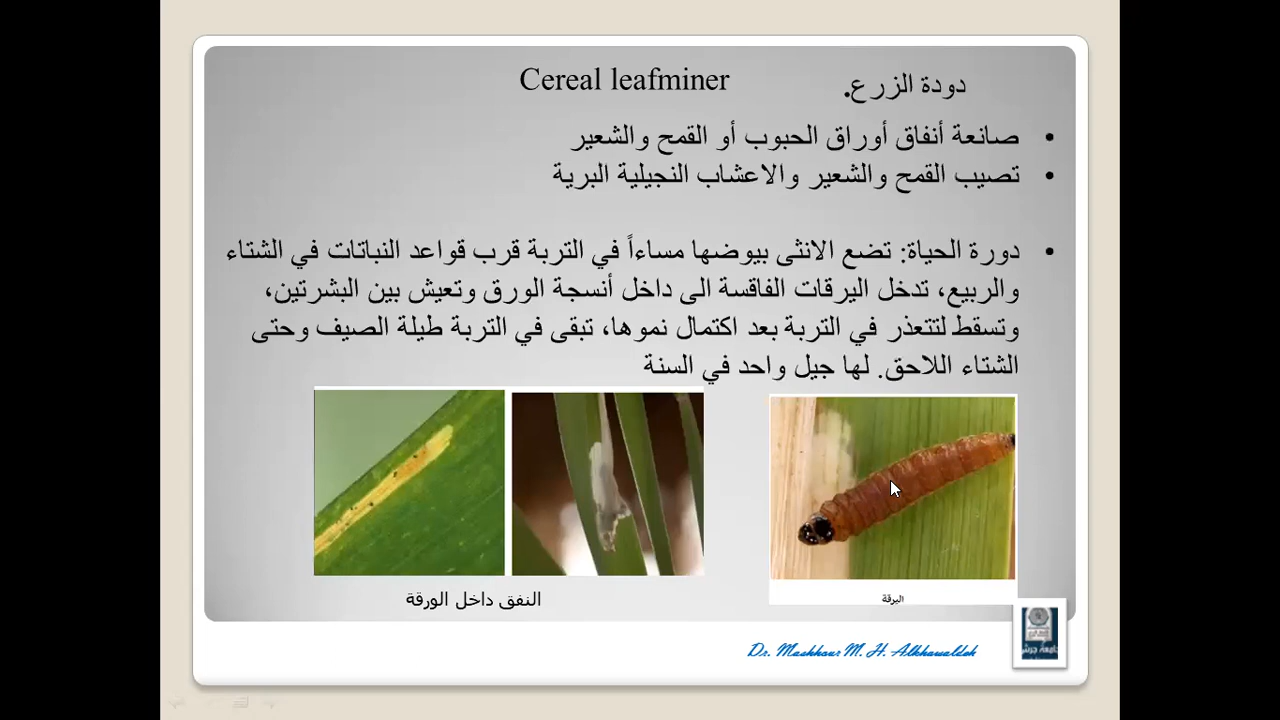 دودة الزرع. Cereal leafminer
• صانعة أنفاق أوراق الحبوب أو القمح والشعير
• تصيب القمح والشعير والاعشاب النجيلية البرية
• دورة الحياة: تضع الانثى بيوضها مساءاً في التربة قرب قواعد النباتات في الشتاء
والربيع، تدخل اليرقات الفاقسة الى داخل أنسجة الورق وتعيش بين البشرتين،
وتسقط لتتعذر في التربة بعد اكتمال نموها، تبقى في التربة طيلة الصيف وحتى
الشتاء اللاحق. لها جيل واحد في السنة
اليرقة
النفق داخل الورقة
Dr. Mashhour M. H. Alkhawaldeh